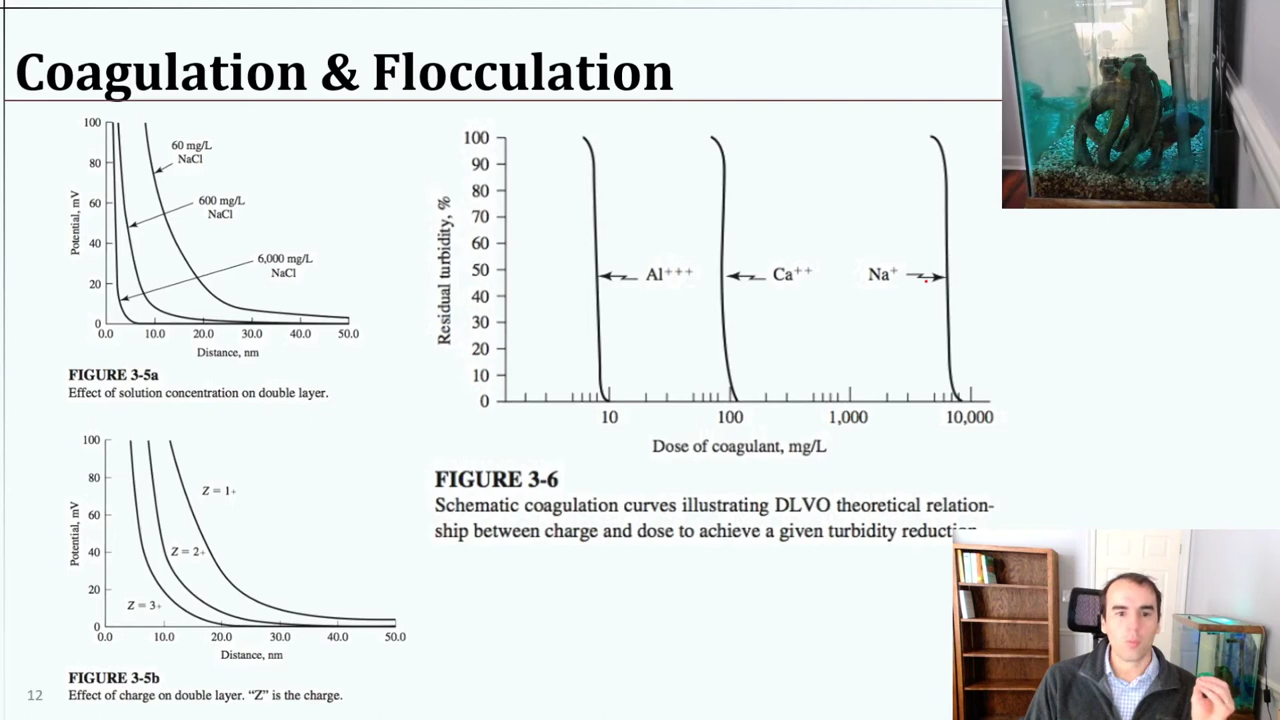 Coagulation & Flocculation
100
80
60
40
20
0
Potential, mV
60 mg/L
NaCl
600 mg/L
NaCl
6,000 mg/L
NaCl
0.0 10.0 20.0 30.0 40.0 50.0
Distance, nm
FIGURE 3-5a
Effect of solution concentration on double layer.
100
80
60
40
20
0
Potential, mV
Z = 1+
Z = 2+
Z = 3+
0.0 10.0 20.0 30.0 40.0 50.0
Distance, nm
FIGURE 3-5b
Effect of charge on double layer. “Z” is the charge.
12
100
90
80
70
60
50
40
30
20
10
0
Residual turbidity, %
Al+++
Ca++
Na+
10 100 1,000 10,000
Dose of coagulant, mg/L
FIGURE 3-6
Schematic coagulation curves illustrating DLVO theoretical relation-
ship between charge and dose to achieve a given turbidity